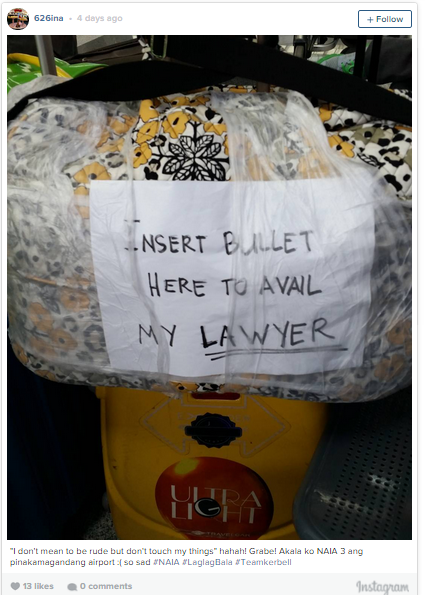 626ina • 4 days ago
+ Follow
INSERT BULLET
HERE TO AVAIL
MY LAWYER
ULTRA
LIGHT
"I don't mean to be rude but don't touch my things" hahah! Grabe! Akala ko NAIA 3 ang
pinakamagandang airport :( so sad #NAIA #LaglagBala #Teamkerbell
13 likes
0 comments
Instagram